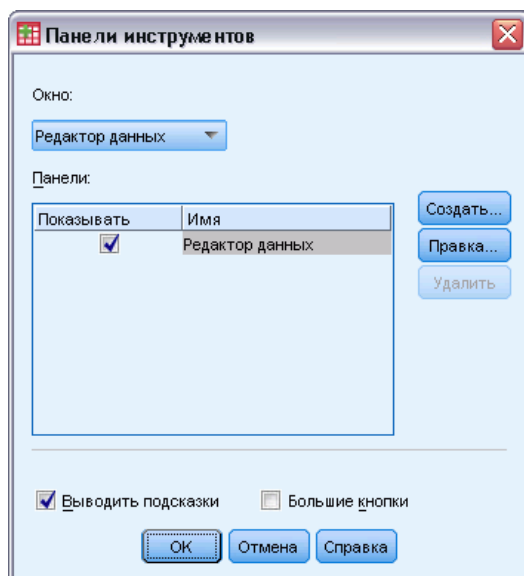 Панели инструментов
Окно:
Редактор данных
Панели:
Показывать Имя
Редактор данных
Создать...
Правка...
Удалить
Выводить подсказки Большие кнопки
OK Отмена Справка